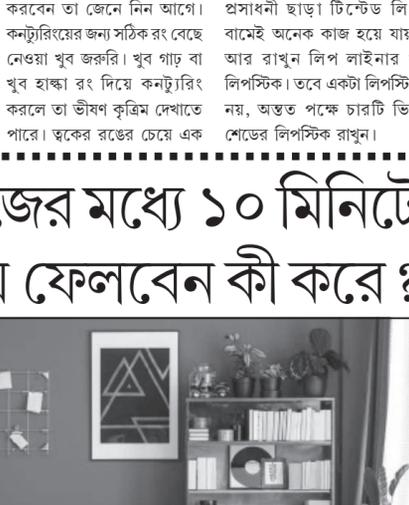 করবেন তা জেনে নিন আগে।
কনট্যুরিংয়ের জন্য সঠিক রং বেছে
নেওয়া খুব জরুরি। খুব গাঢ় বা
খুব হাল্কা রং দিয়ে কনট্যুরিং
করলে তা ভীষণ কৃত্রিম দেখাতে
পারে। ত্বকের রঙের চেয়ে এক
প্রসাধনী ছাড়া টিন্টেড লি
বামেই অনেক কাজ হয়ে যায়
আর রাখুন লিপ লাইনার
লিপস্টিক। তবে একটা লিপস্টি
নয়, অন্তত পক্ষে চারটি ভি
শেডের লিপস্টিক রাখুন।
জের মধ্যে ১০ মিনিটে
ফেলবেন কী করে ?